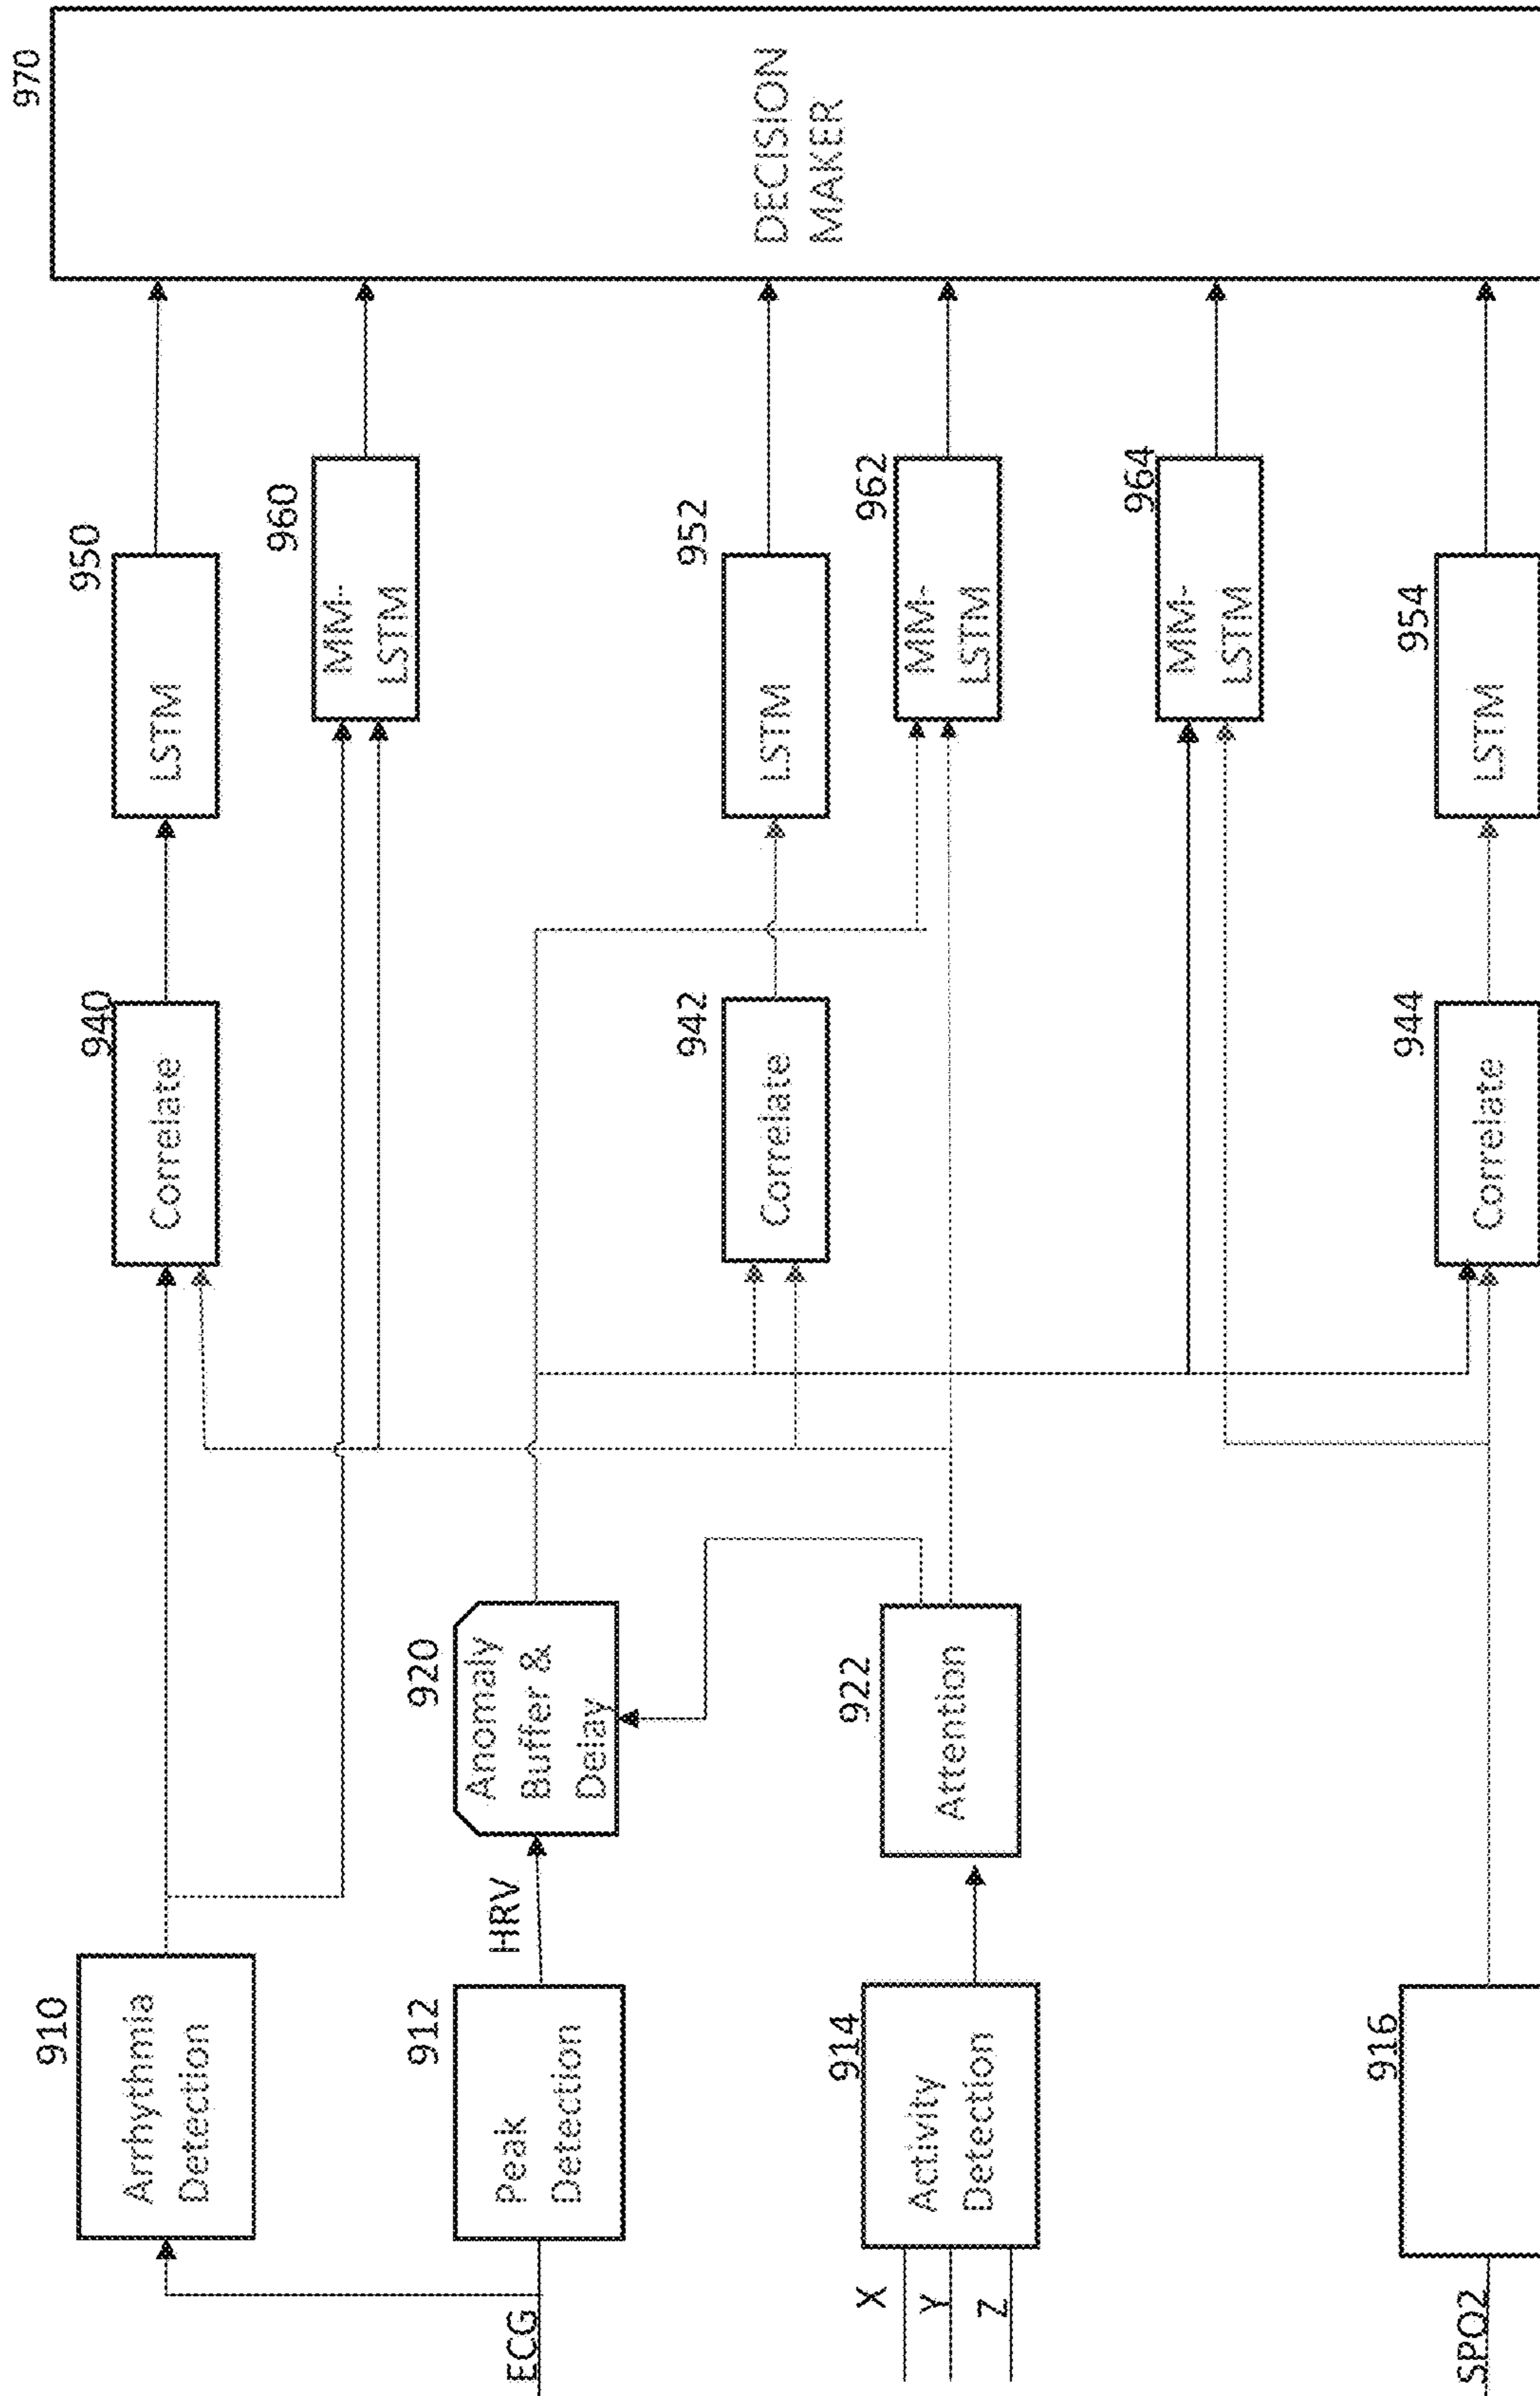 970
DECISION
MAKER
950
LSTM
960
MM-
LSTM
952
LSTM
962
MM-
LSTM
964
MM-
LSTM
954
LSTM
940
Correlate
942
Correlate
944
Correlate
920
Anomaly
Buffer &
Delay
922
Attention
HRV
910
Arrhythmia
Detection
912
Peak
Detection
914
Activity
Detection
916
ECG
X
Y
Z
SPO2